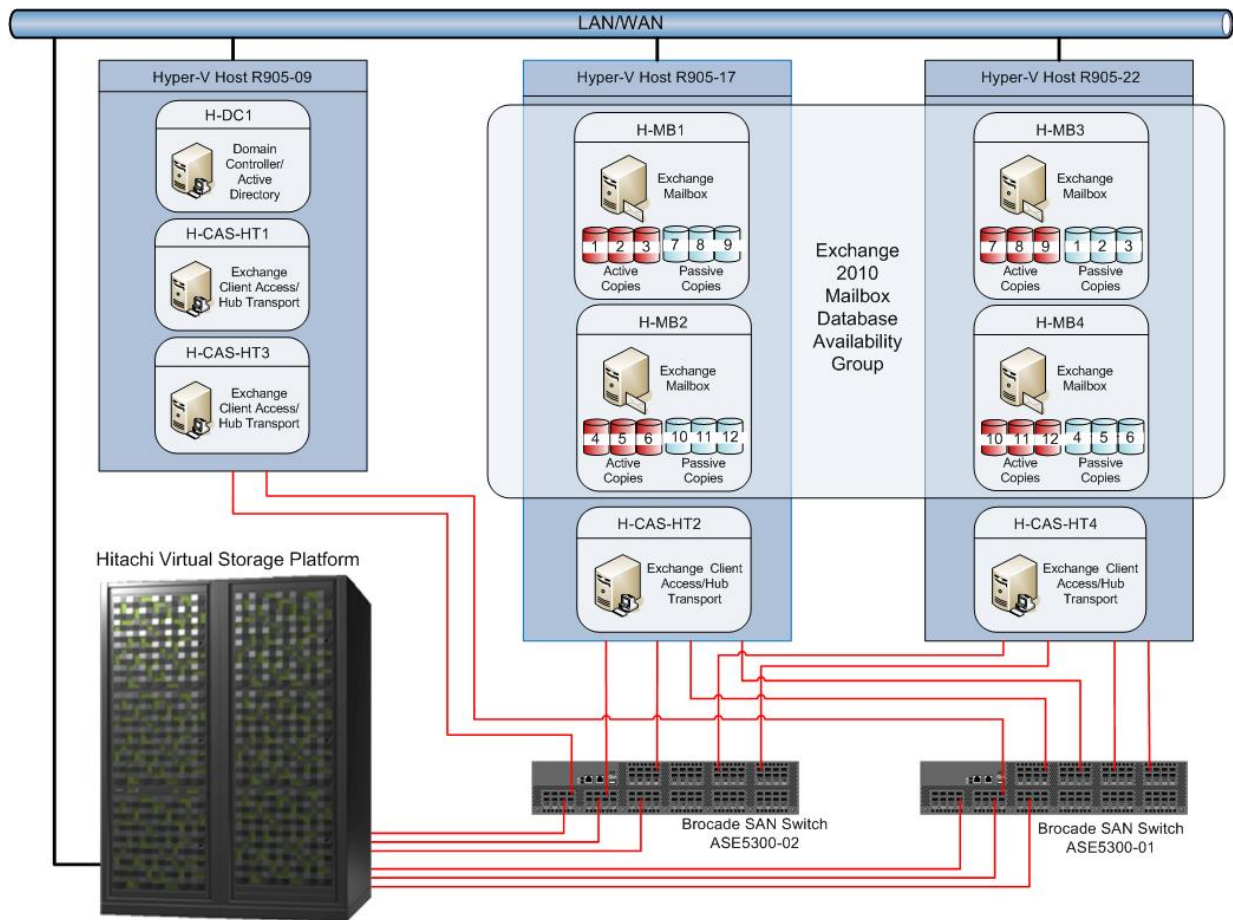 LAN/WAN
Hyper-V Host R905-09
H-DC1
Domain
Controller/
Active
Directory
H-CAS-HT1
Exchange
Client Access/
Hub Transport
H-CAS-HT3
Exchange
Client Access/
Hub Transport
Hyper-V Host R905-17
H-MB1
Exchange
Mailbox
1 2 3 7 8 9
Active
Copies
Passive
Copies
H-MB2
Exchange
Mailbox
4 5 6 10 11 12
Active
Copies
Passive
Copies
H-CAS-HT2
Exchange Client
Access/Hub
Transport
Exchange
2010
Mailbox
Database
Availability
Group
Hyper-V Host R905-22
H-MB3
Exchange
Mailbox
7 8 9 1 2 3
Active
Copies
Passive
Copies
H-MB4
Exchange
Mailbox
10 11 12 4 5 6
Active
Copies
Passive
Copies
H-CAS-HT4
Exchange Client
Access/Hub
Transport
Hitachi Virtual Storage Platform
Brocade SAN Switch
ASE5300-02
Brocade SAN Switch
ASE5300-01